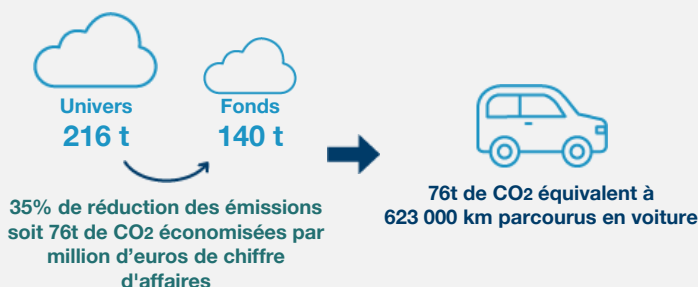 Univers
216 t
Fonds
140 t
35% de réduction des émissions
soit 76t de CO2 économisées par
million d’euros de chiffre
d'affaires
76t de CO2 équivalent à
623 000 km parcourus en voiture